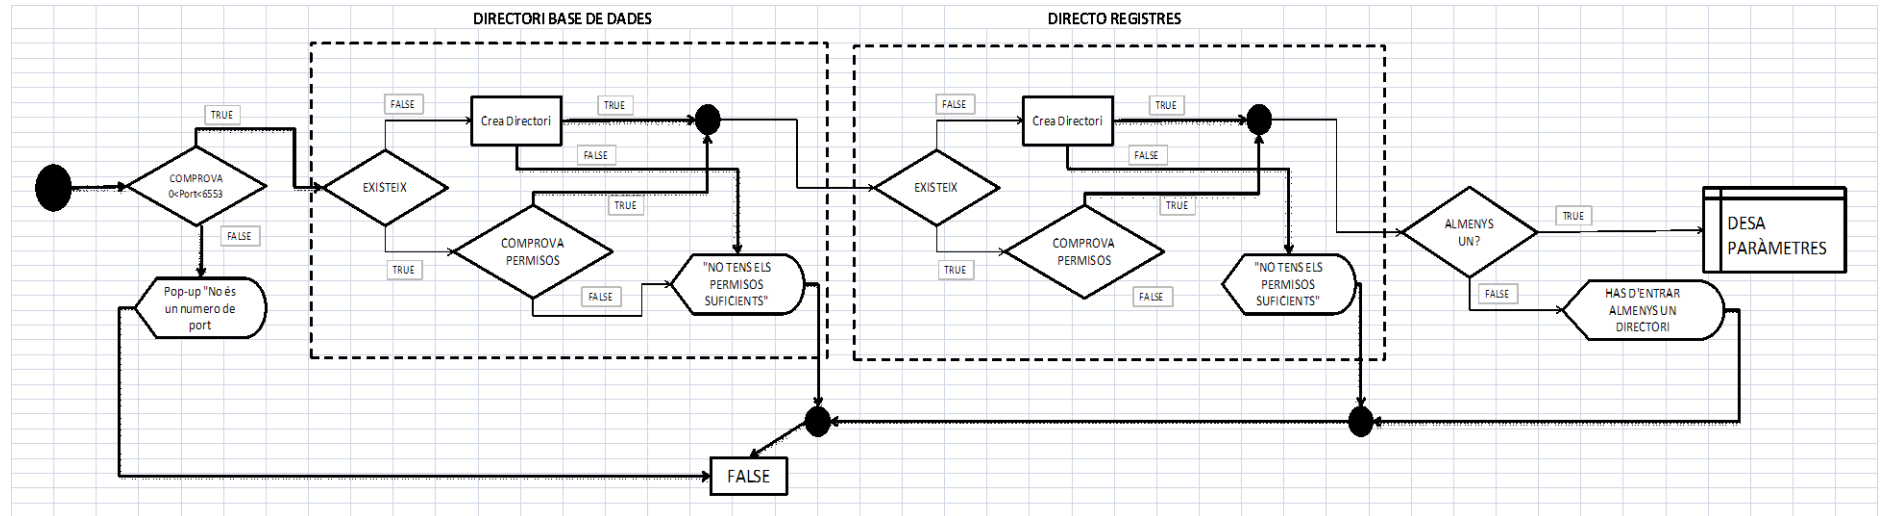 DIRECTORI BASE DE DADES
DIRECTO REGISTRES
TRUE
COMPROVA
0<Port<6553
FALSE
Pop-up "No és
un numero de
port
EXISTEIX
FALSE
Crea Directori
TRUE
FALSE
TRUE
COMPROVA
PERMISOS
TRUE
FALSE
"NO TENS ELS
PERMISOS
SUFICIENTS"
EXISTEIX
FALSE
Crea Directori
TRUE
FALSE
TRUE
COMPROVA
PERMISOS
TRUE
FALSE
"NO TENS ELS
PERMISOS
SUFICIENTS"
ALMENYS
UN?
TRUE
DESA
PARÀMETRES
FALSE
HAS D'ENTRAR
ALMENYS UN
DIRECTORI
FALSE